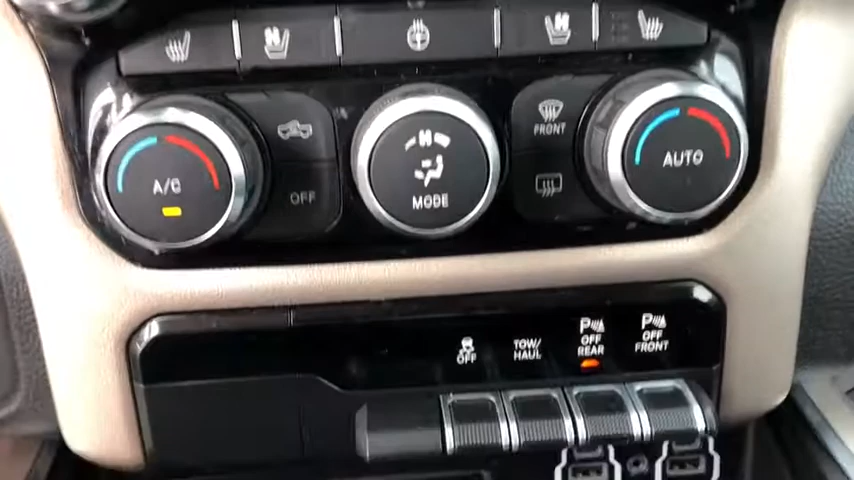 FRONT
A/C
OFF
MODE
AUTO
OFF
TOW/
HAUL
P
OFF
REAR
P
OFF
FRONT